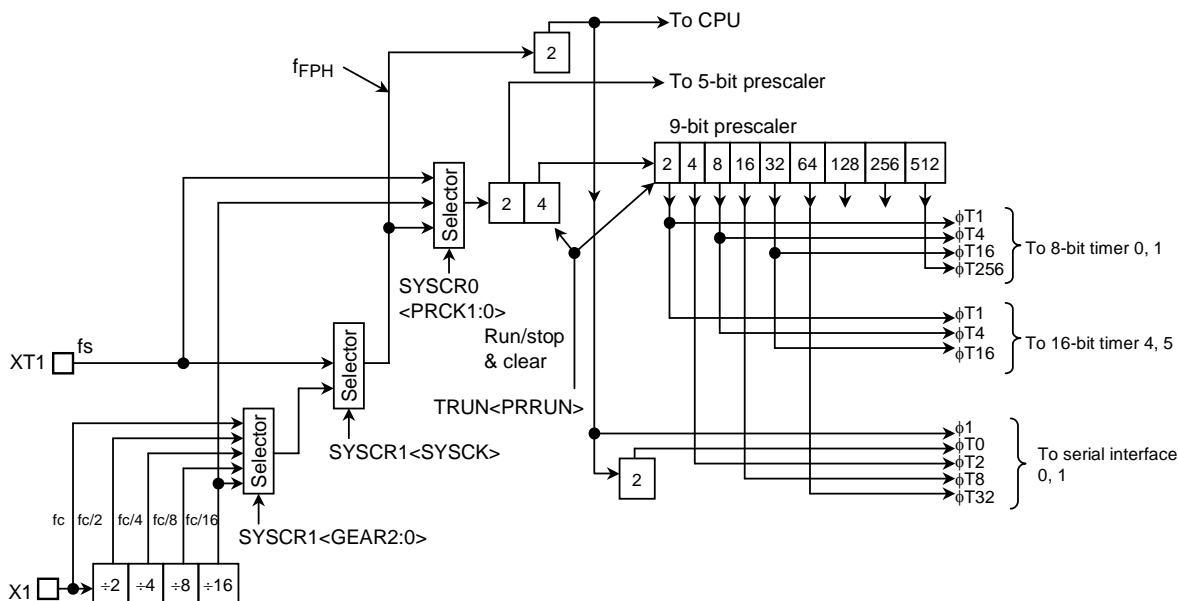 To CPU
2
fFPH
To 5-bit prescaler
9-bit prescaler
2 4 8 16 32 64 128 256 512
Selector
2 4
ϕT1
ϕT4
ϕT16
ϕT256
To 8-bit timer 0, 1
SYSCR0
<PRCK1:0>
Run/stop
& clear
ϕT1
ϕT4
ϕT16
To 16-bit timer 4, 5
XT1
fs
Selector
TRUN<PRRUN>
SYSCR1<SYSCK>
Selector
ϕ1
ϕT0
ϕT2
ϕT8
ϕT32
To serial interface
0, 1
2
fc
fc/2
fc/4
fc/8
fc/16
SYSCR1<GEAR2:0>
X1
÷2 ÷4 ÷8 ÷16